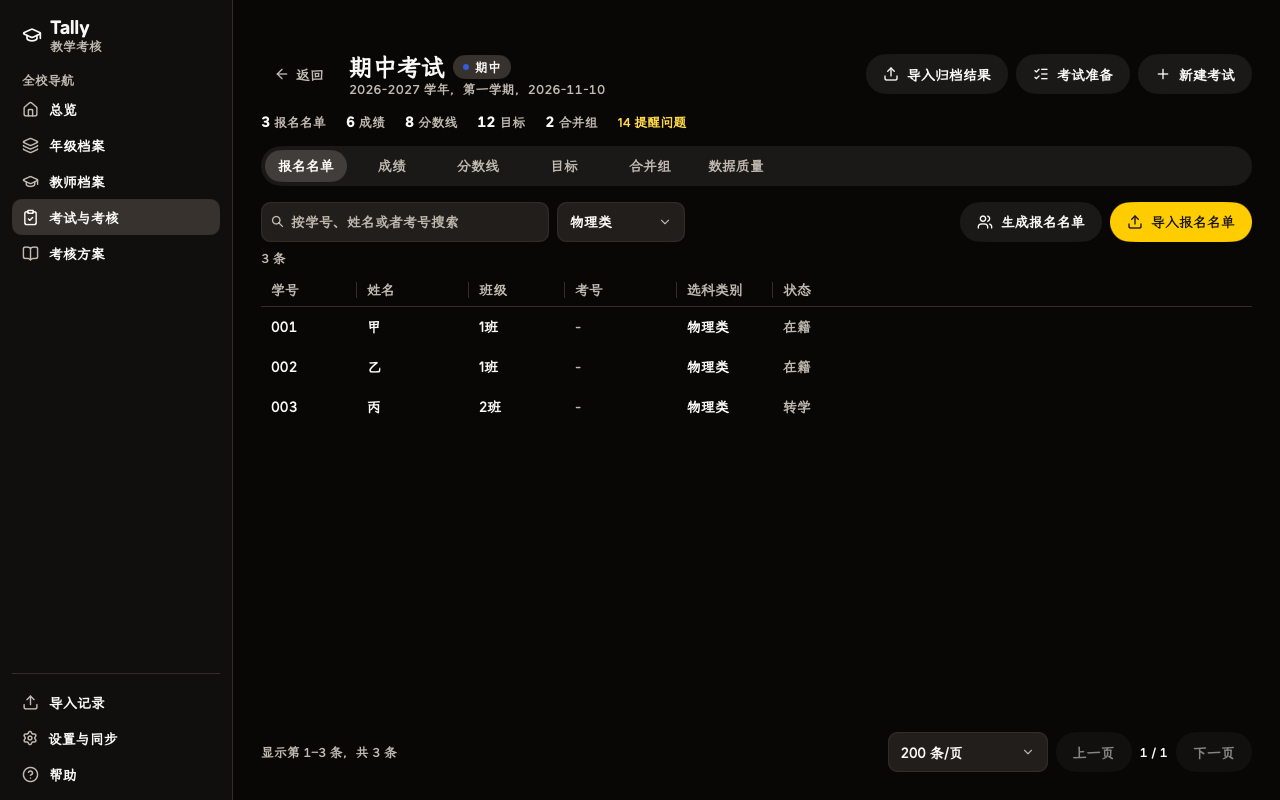 Tally
教学考核
全校导航
总览
年级档案
教师档案
考试与考核
考核方案
导入记录
设置与同步
帮助
返回
期中考试
期中
2026-2027 学年，第一学期，2026-11-10
导入归档结果
考试准备
新建考试
3 报名名单 6 成绩 8 分数线 12 目标 2 合并组 14 提醒问题
报名名单 成绩 分数线 目标 合并组 数据质量
按学号、姓名或者考号搜索
物理类
生成报名名单
导入报名名单
3 条
学号 姓名 班级 考号 选科类别 状态
001 甲 1班 - 物理类 在籍
002 乙 1班 - 物理类 在籍
003 丙 2班 - 物理类 转学
显示第 1–3 条，共 3 条
200 条/页
上一页
1 / 1
下一页